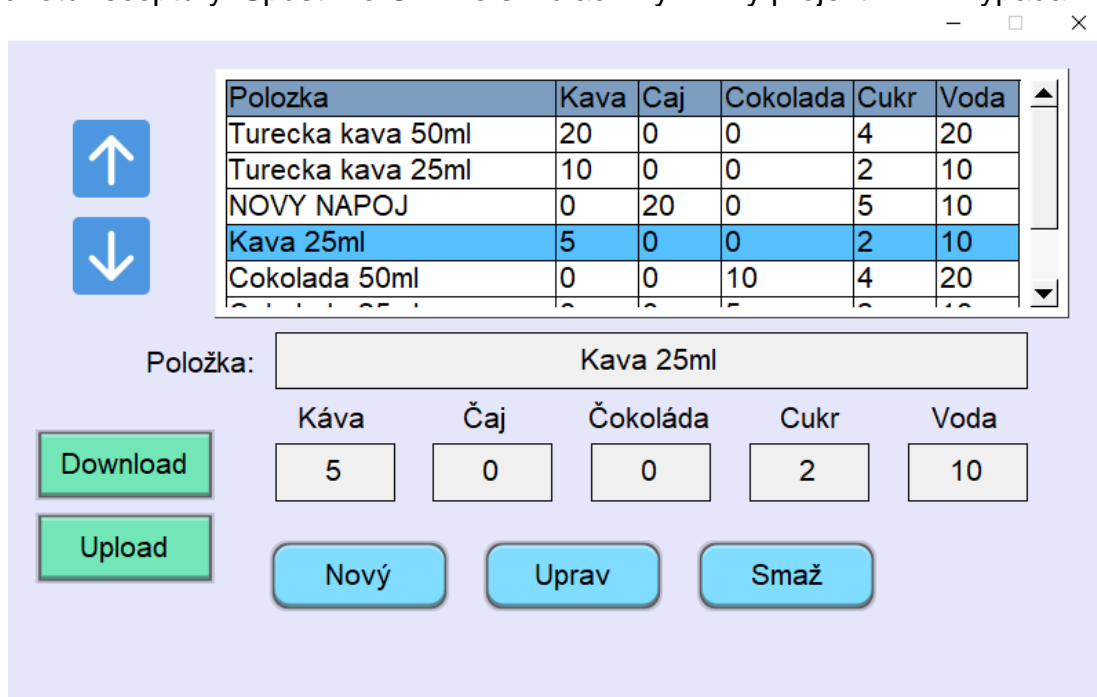 Polozka Kava Caj Cokolada Cukr Voda
Turecka kava 50ml 20 0 0 4 20
Turecka kava 25ml 10 0 0 2 10
NOVY NAPOJ 0 20 0 5 10
Kava 25ml 5 0 0 2 10
Cokolada 50ml 0 0 10 4 20
Položka: Kava 25ml
Káva Čaj Čokoláda Cukr Voda
Download 5 0 0 2 10
Upload
Nový Uprav Smaž